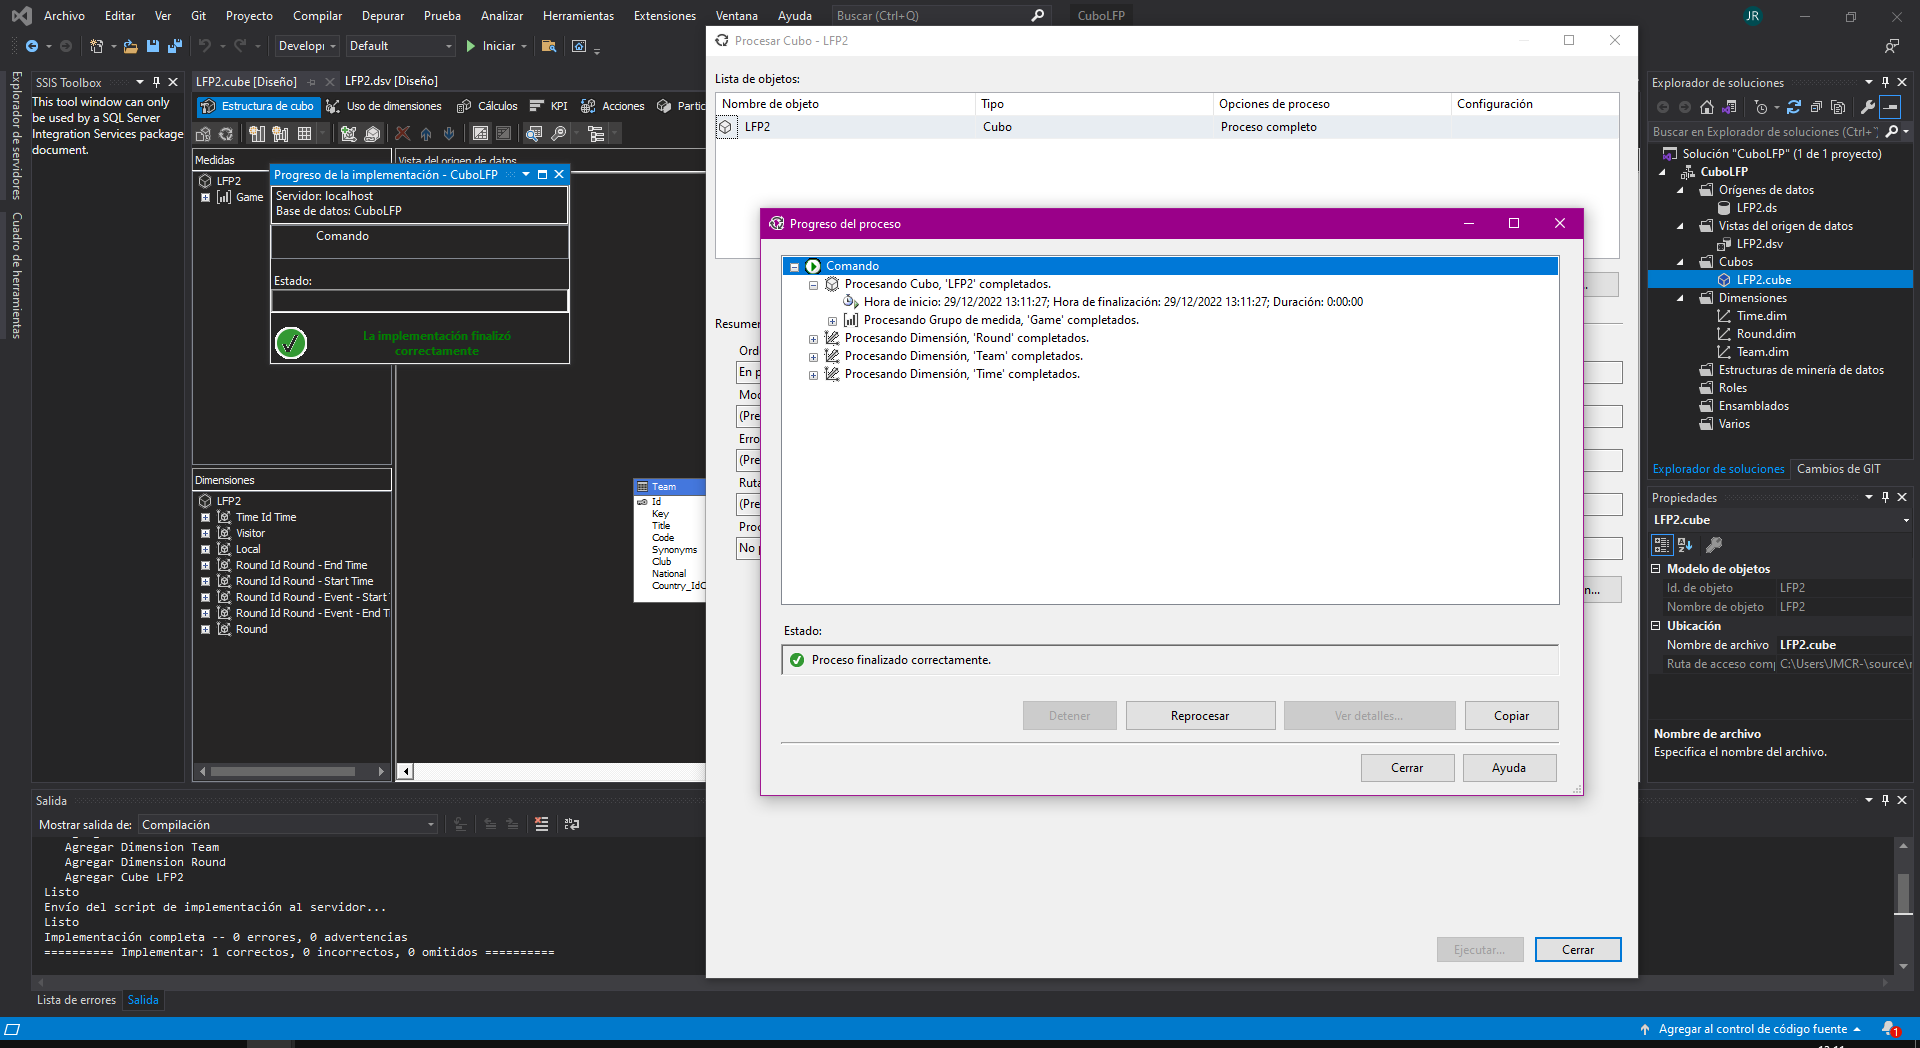 Archivo Editar Ver Git Proyecto Compilar Depurar Prueba Analizar Herramientas Extensiones Ventana Ayuda Buscar (Ctrl+Q) CuboLFP JR
Develop Default Iniciar
Procesar Cubo - LFP2
Lista de objetos:
Nombre de objeto Tipo Opciones de proceso Configuración
LFP2 Cubo Proceso completo
Explorador de servidores
Cuadro de herramientas
SSIS Toolbox
This tool window can only
be used by a SQL Server
Integration Services package
document.
LFP2.cube [Diseño] LFP2.dsv [Diseño]
Estructura de cubo Uso de dimensiones Cálculos KPI Acciones Partic
Medidas
LFP2
Game
Vista del origen de datos
Progreso de la implementación - CuboLFP
Servidor: localhost
Base de datos: CuboLFP
Comando
Estado:
La implementación finalizó
correctamente
Dimensiones
LFP2
Time Id Time
Visitor
Local
Round Id Round - End Time
Round Id Round - Start Time
Round Id Round - Event - Start
Round Id Round - Event - End T
Round
Team
Id
Key
Title
Code
Synonyms
Club
National
Country_IdC
Resumen
Ord
En p
Mod
(Pre
Erro
(Pre
Ruta
(Pre
Proc
No p
n...
Progreso del proceso
Comando
Procesando Cubo, 'LFP2' completados.
Hora de inicio: 29/12/2022 13:11:27; Hora de finalización: 29/12/2022 13:11:27; Duración: 0:00:00
Procesando Grupo de medida, 'Game' completados.
Procesando Dimensión, 'Round' completados.
Procesando Dimensión, 'Team' completados.
Procesando Dimensión, 'Time' completados.
Estado:
Proceso finalizado correctamente.
Detener Reprocesar Ver detalles... Copiar
Cerrar Ayuda
Ejecutar... Cerrar
Explorador de soluciones
Buscar en Explorador de soluciones (Ctrl+
Solución "CuboLFP" (1 de 1 proyecto)
CuboLFP
Orígenes de datos
LFP2.ds
Vistas del origen de datos
LFP2.dsv
Cubos
LFP2.cube
Dimensiones
Time.dim
Round.dim
Team.dim
Estructuras de minería de datos
Roles
Ensamblados
Varios
Explorador de soluciones Cambios de GIT
Propiedades
LFP2.cube
Modelo de objetos
Id. de objeto LFP2
Nombre de objeto LFP2
Ubicación
Nombre de archivo LFP2.cube
Ruta de acceso com C:\Users\JMCR-\source\r
Nombre de archivo
Especifica el nombre del archivo.
Salida
Mostrar salida de: Compilación
Agregar Dimension Team
Agregar Dimension Round
Agregar Cube LFP2
Listo
Envío del script de implementación al servidor...
Listo
Implementación completa -- 0 errores, 0 advertencias
========== Implementar: 1 correctos, 0 incorrectos, 0 omitidos ==========
Lista de errores Salida
Agregar al control de código fuente 1